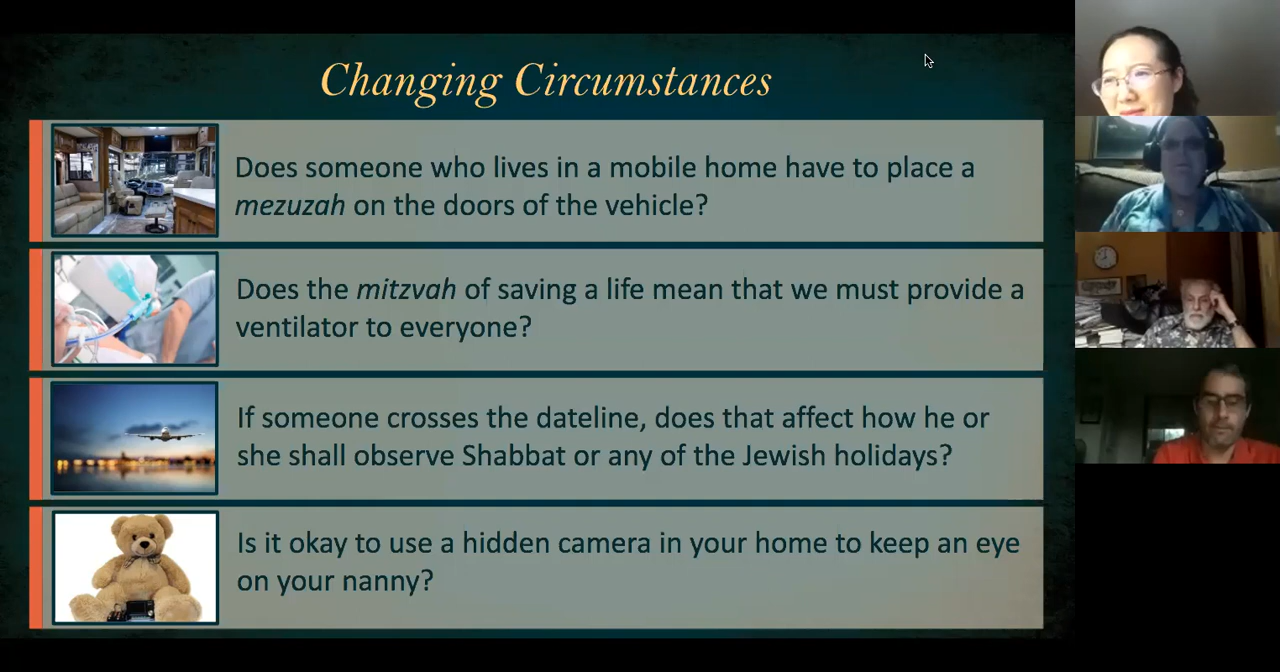 Changing Circumstances
Does someone who lives in a mobile home have to place a
mezuzah on the doors of the vehicle?
Does the mitzvah of saving a life mean that we must provide a
ventilator to everyone?
If someone crosses the dateline, does that affect how he or
she shall observe Shabbat or any of the Jewish holidays?
Is it okay to use a hidden camera in your home to keep an eye
on your nanny?